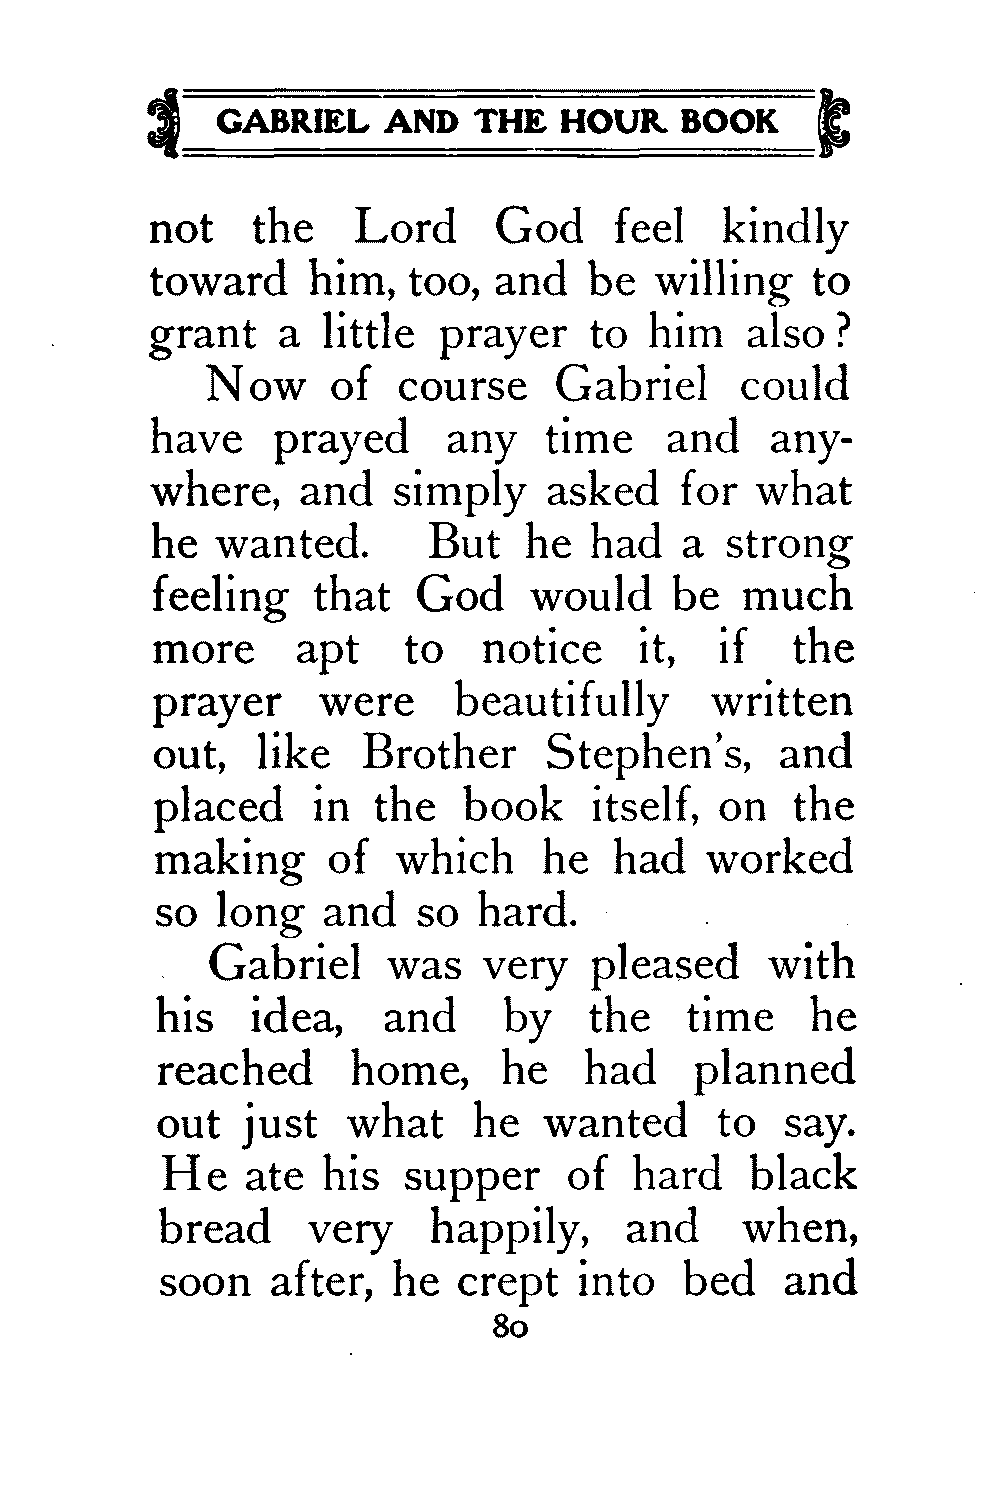 GABRIEL AND THE HOUR BOOK
not the Lord God feel kindly
toward him, too, and be willing to
grant a little prayer to him also?
Now of course Gabriel could
have prayed any time and any-
where, and simply asked for what
he wanted. But he had a strong
feeling that God would be much
more apt to notice it, if the
prayer were beautifully written
out, like Brother Stephen's, and
placed in the book itself, on the
making of which he had worked
so long and so hard.
Gabriel was very pleased with
his idea, and by the time he
reached home, he had planned
out just what he wanted to say.
He ate his supper of hard black
bread very happily, and when,
soon after, he crept into bed and
80